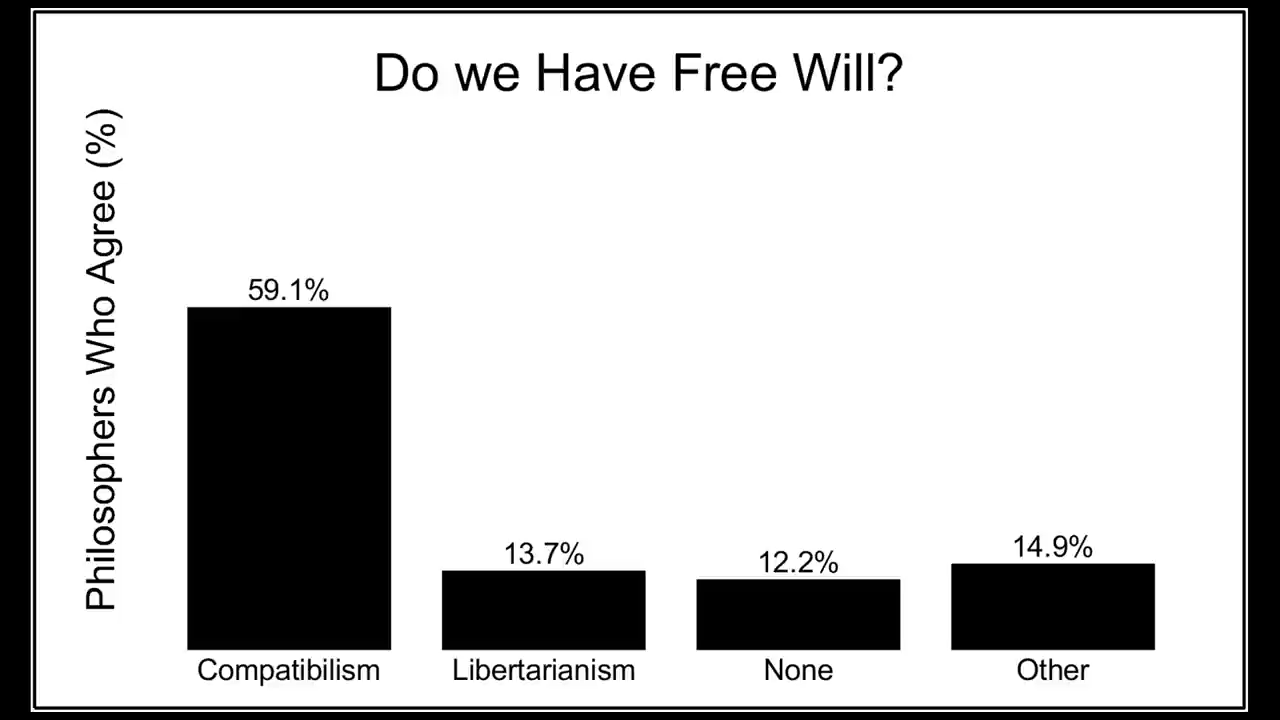 Do we Have Free Will?
Philosophers Who Agree (%)
59.1%
13.7%
12.2%
14.9%
Compatibilism
Libertarianism
None
Other